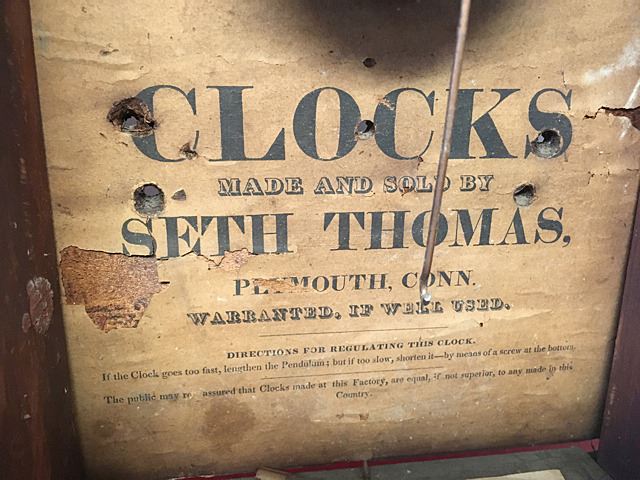 CLOCKS
MADE AND SOLD BY
SETH THOMAS,
PLYMOUTH, CONN.
WARRANTED, IF WELL USED.
DIRECTIONS FOR REGULATING THIS CLOCK.
If the Clock goes too fast, lengthen the Pendulum; but if too slow, shorten it—by means of a screw at the bottom.
The public may re assured that Clocks made at this Factory, are equal, if not superior, to any made in this
Country.